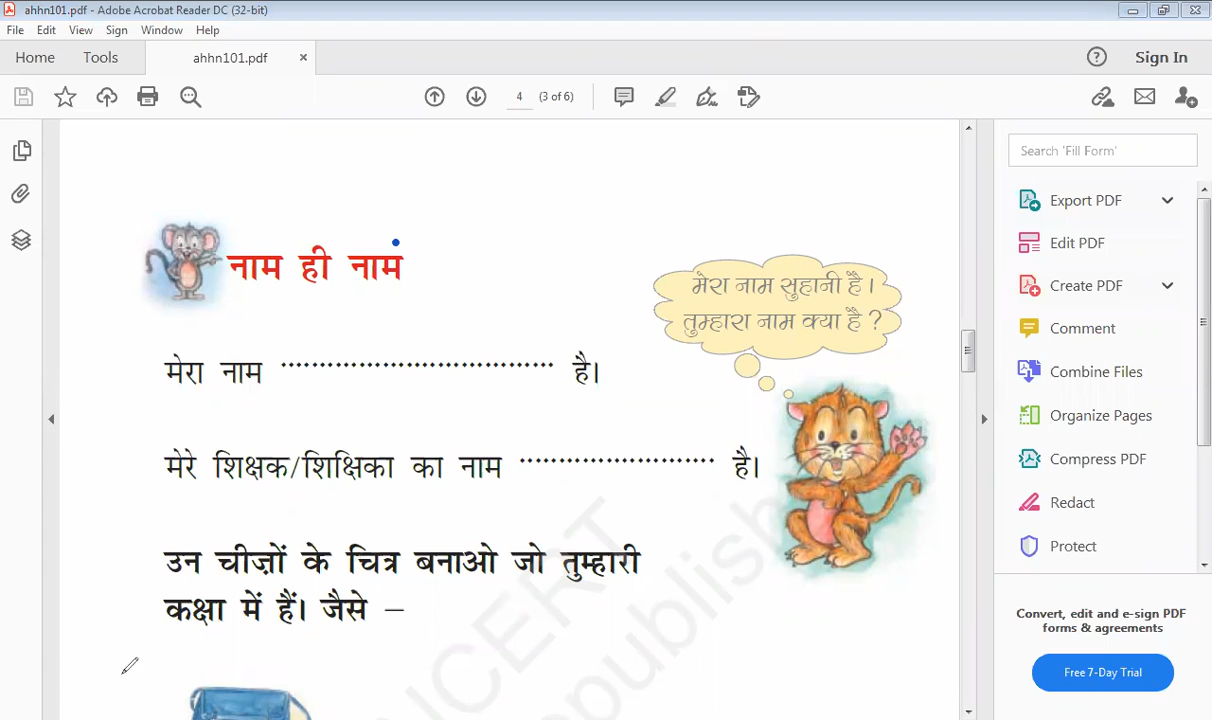 ahhn101.pdf - Adobe Acrobat Reader DC (32-bit)
File Edit View Sign Window Help
Home Tools ahhn101.pdf × Sign In
4 (3 of 6)
Search 'Fill Form'
Export PDF
Edit PDF
Create PDF
Comment
Combine Files
Organize Pages
Compress PDF
Redact
Protect
Convert, edit and e-sign PDF
forms & agreements
Free 7-Day Trial
नाम ही नाम
मेरा नाम सुहानी है।
तुम्हारा नाम क्या है ?
मेरा नाम ................................... है।
मेरे शिक्षक/शिक्षिका का नाम ......................... है।
उन चीज़ों के चित्र बनाओ जो तुम्हारी
कक्षा में हैं। जैसे –
NCERT
publish